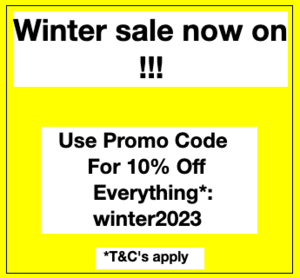 Winter sale now on
!!!
Use Promo Code
For 10% Off
Everything*:
winter2023
*T&C's apply